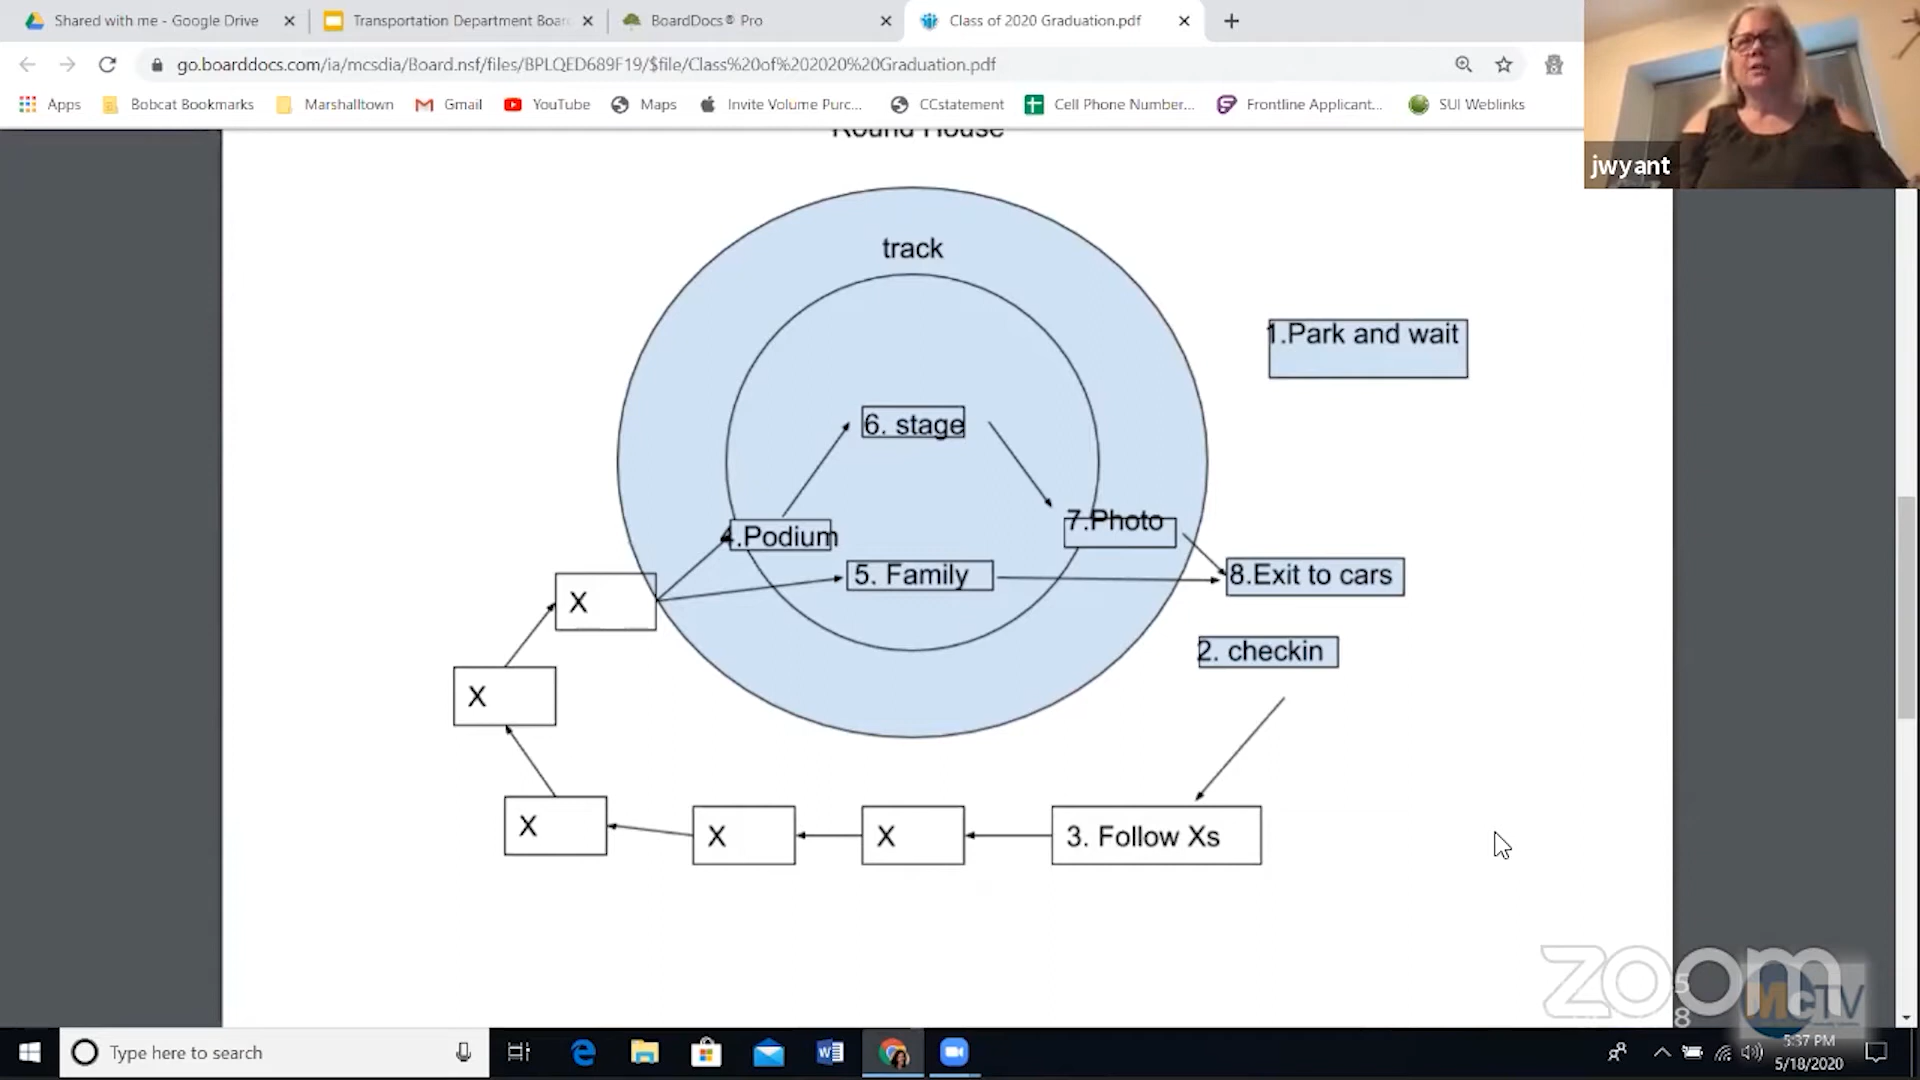 Shared with me - Google Drive
Transportation Department Boar
BoardDocs® Pro
Class of 2020 Graduation.pdf
go.boarddocs.com/ia/mcsdia/Board.nsf/files/BPLQED689F19/$file/Class%20of%202020%20Graduation.pdf
Apps
Bobcat Bookmarks
Marshalltown
Gmail
YouTube
Maps
Invite Volume Purc...
CCstatement
Cell Phone Number...
Frontline Applicant...
SUI Weblinks
jwyant
Round House
track
1.Park and wait
6. stage
7.Photo
4.Podium
5. Family
8.Exit to cars
X
2. checkin
X
X
X
X
3. Follow Xs
zoom
58
McTV
Type here to search
5:37 PM
5/18/2020